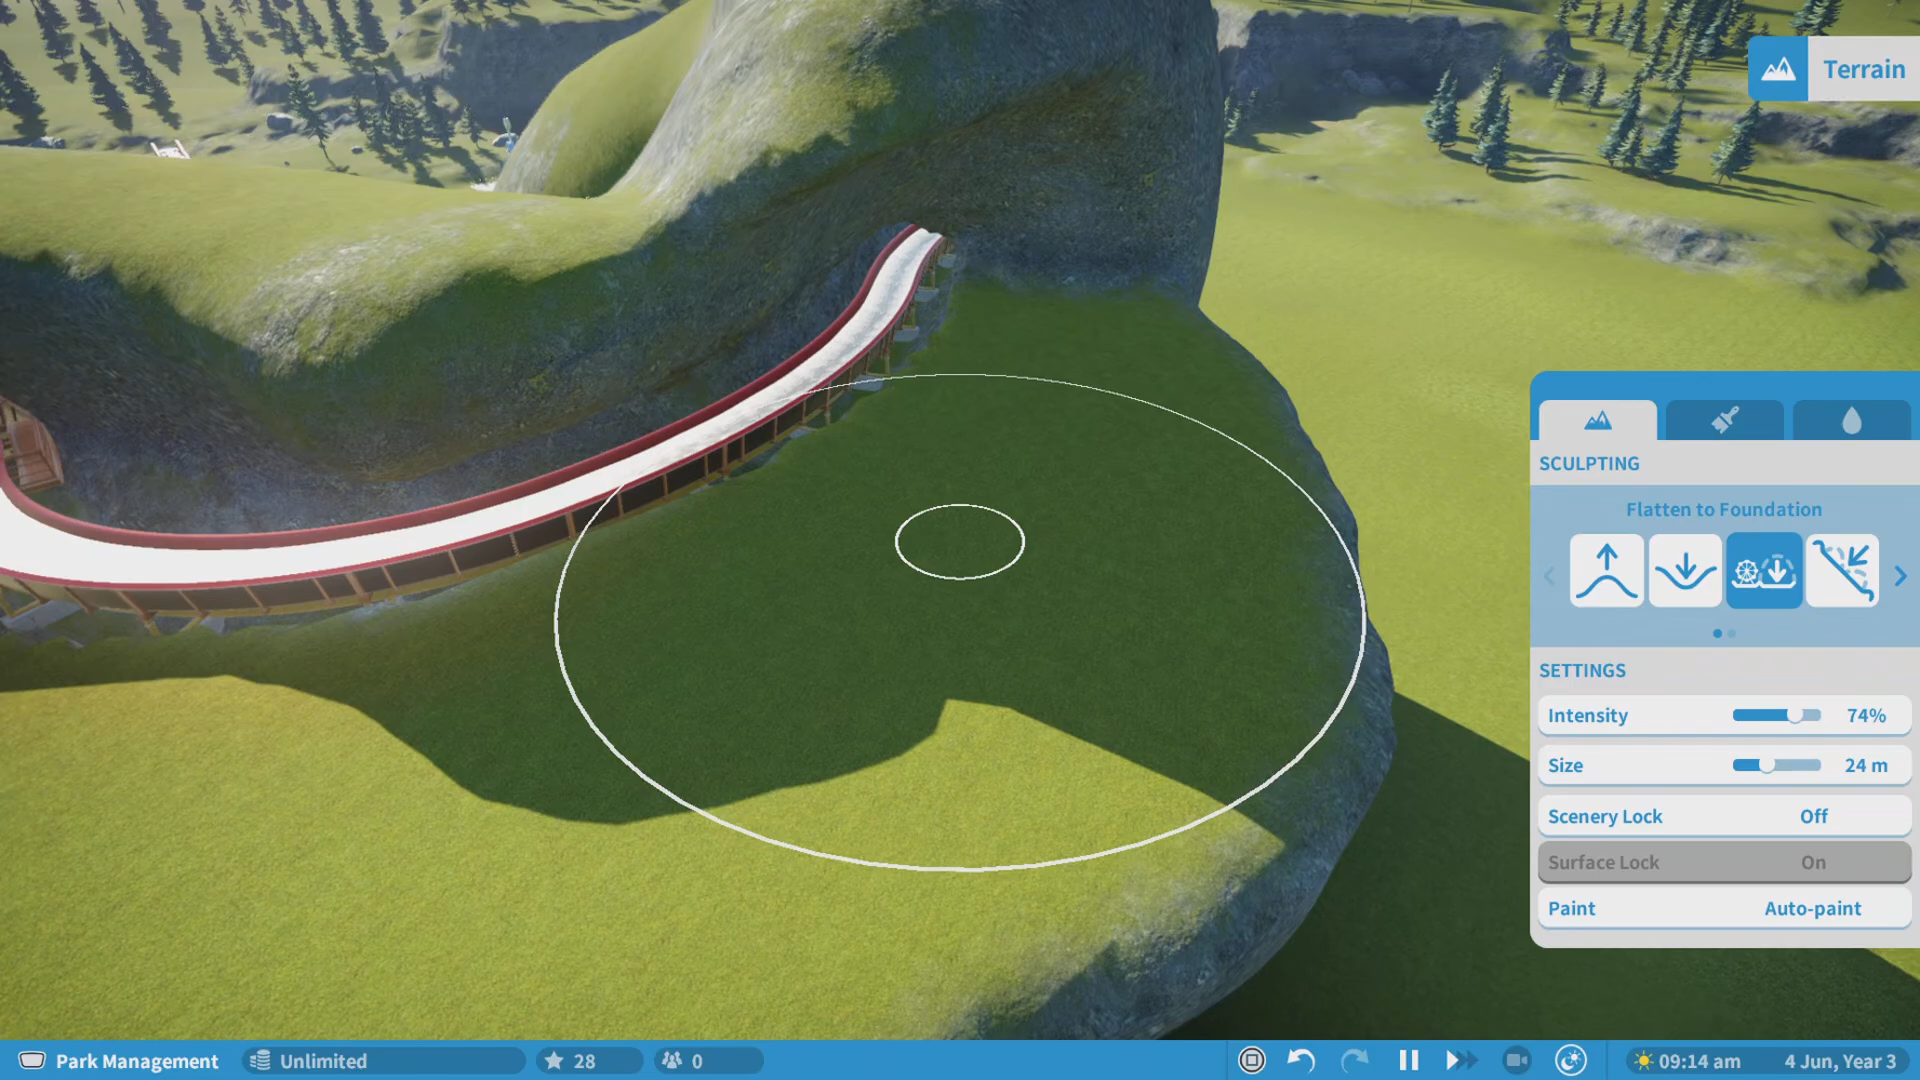 Terrain
SCULPTING
Flatten to Foundation
SETTINGS
Intensity 74%
Size 24 m
Scenery Lock Off
Surface Lock On
Paint Auto-paint
Park Management Unlimited 28 0 09:14 am 4 Jun, Year 3